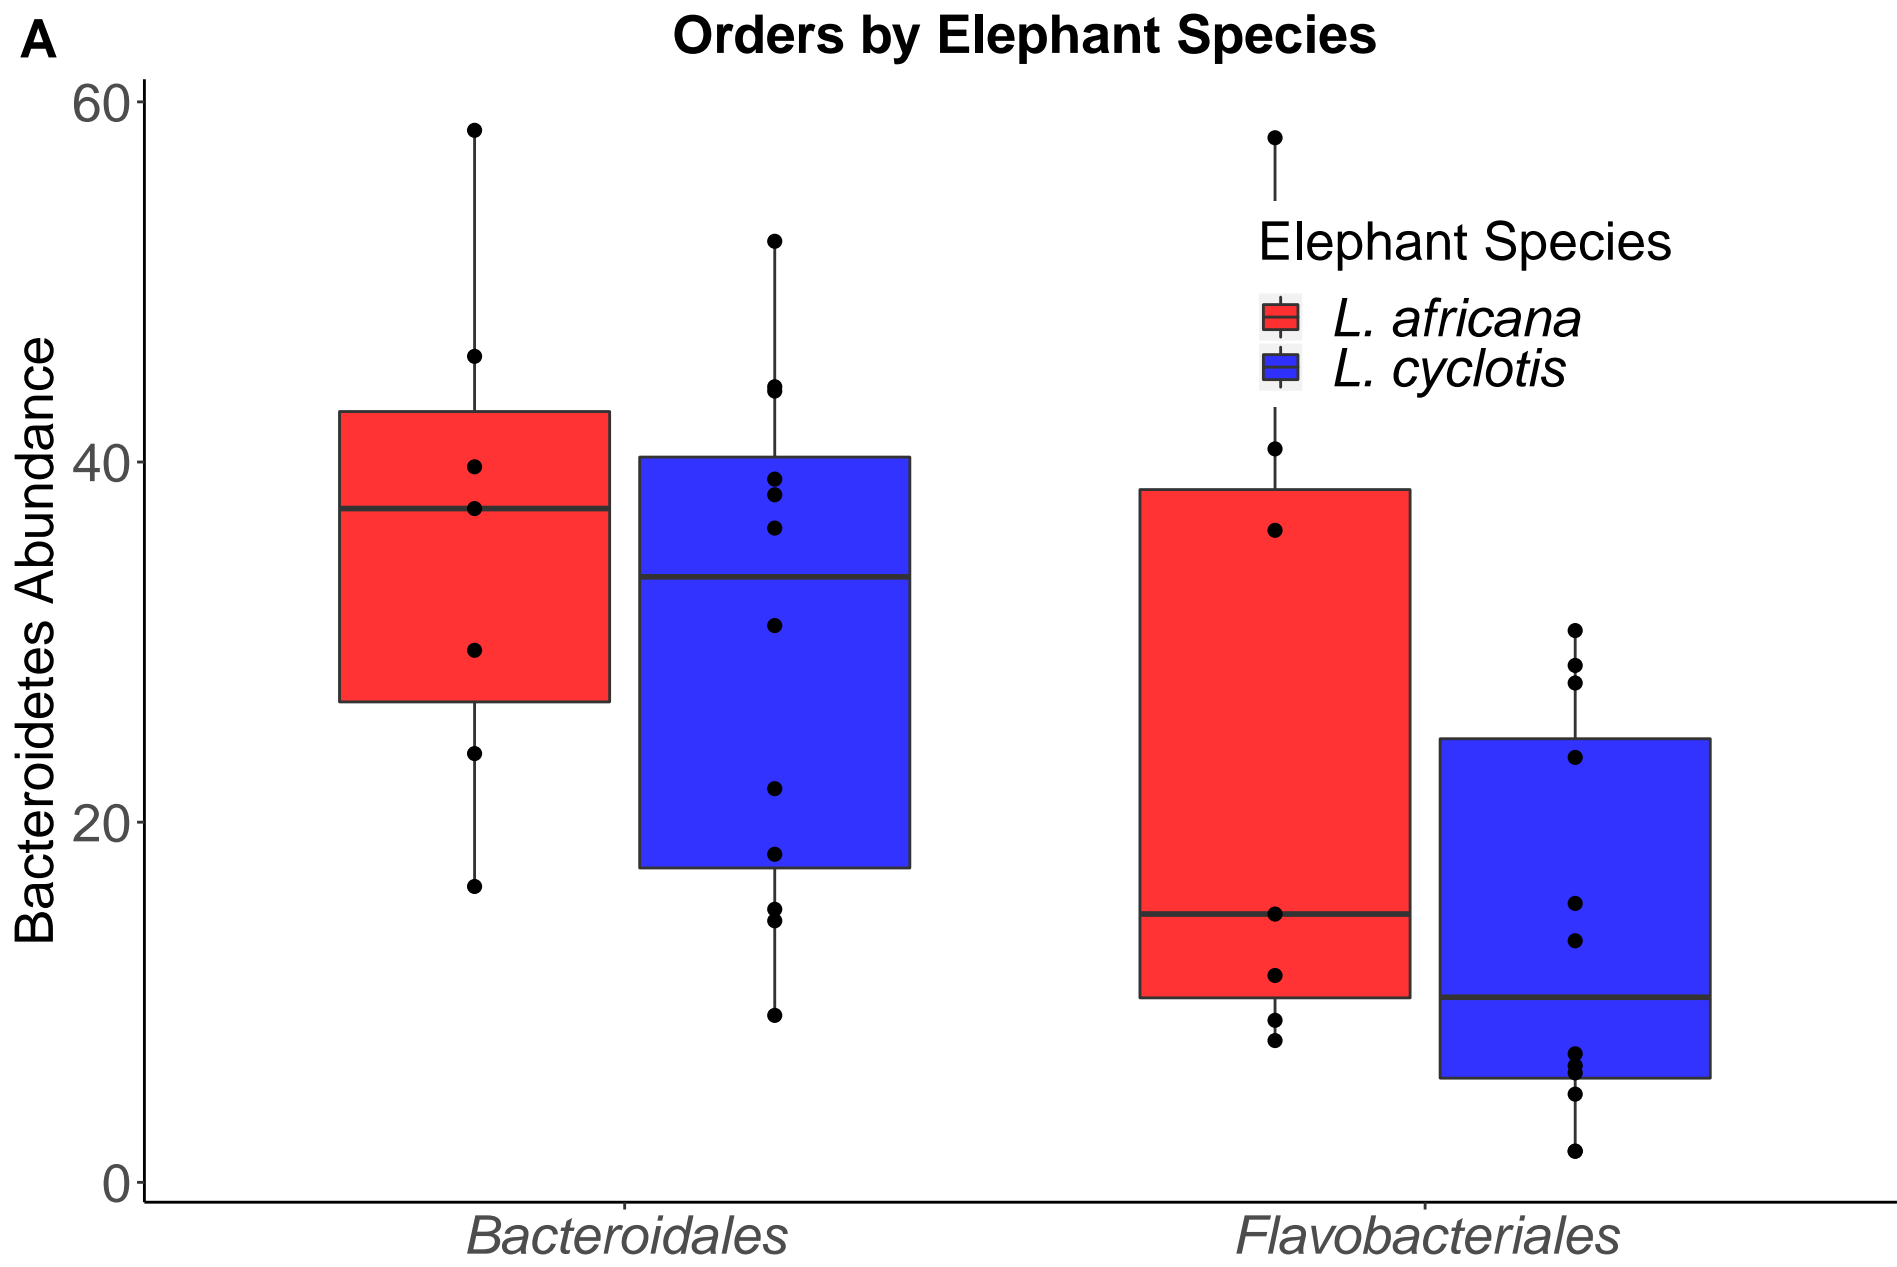 A
Orders by Elephant Species
60
40
20
0
Bacteroidetes Abundance
Elephant Species
L. africana
L. cyclotis
Bacteroidales
Flavobacteriales